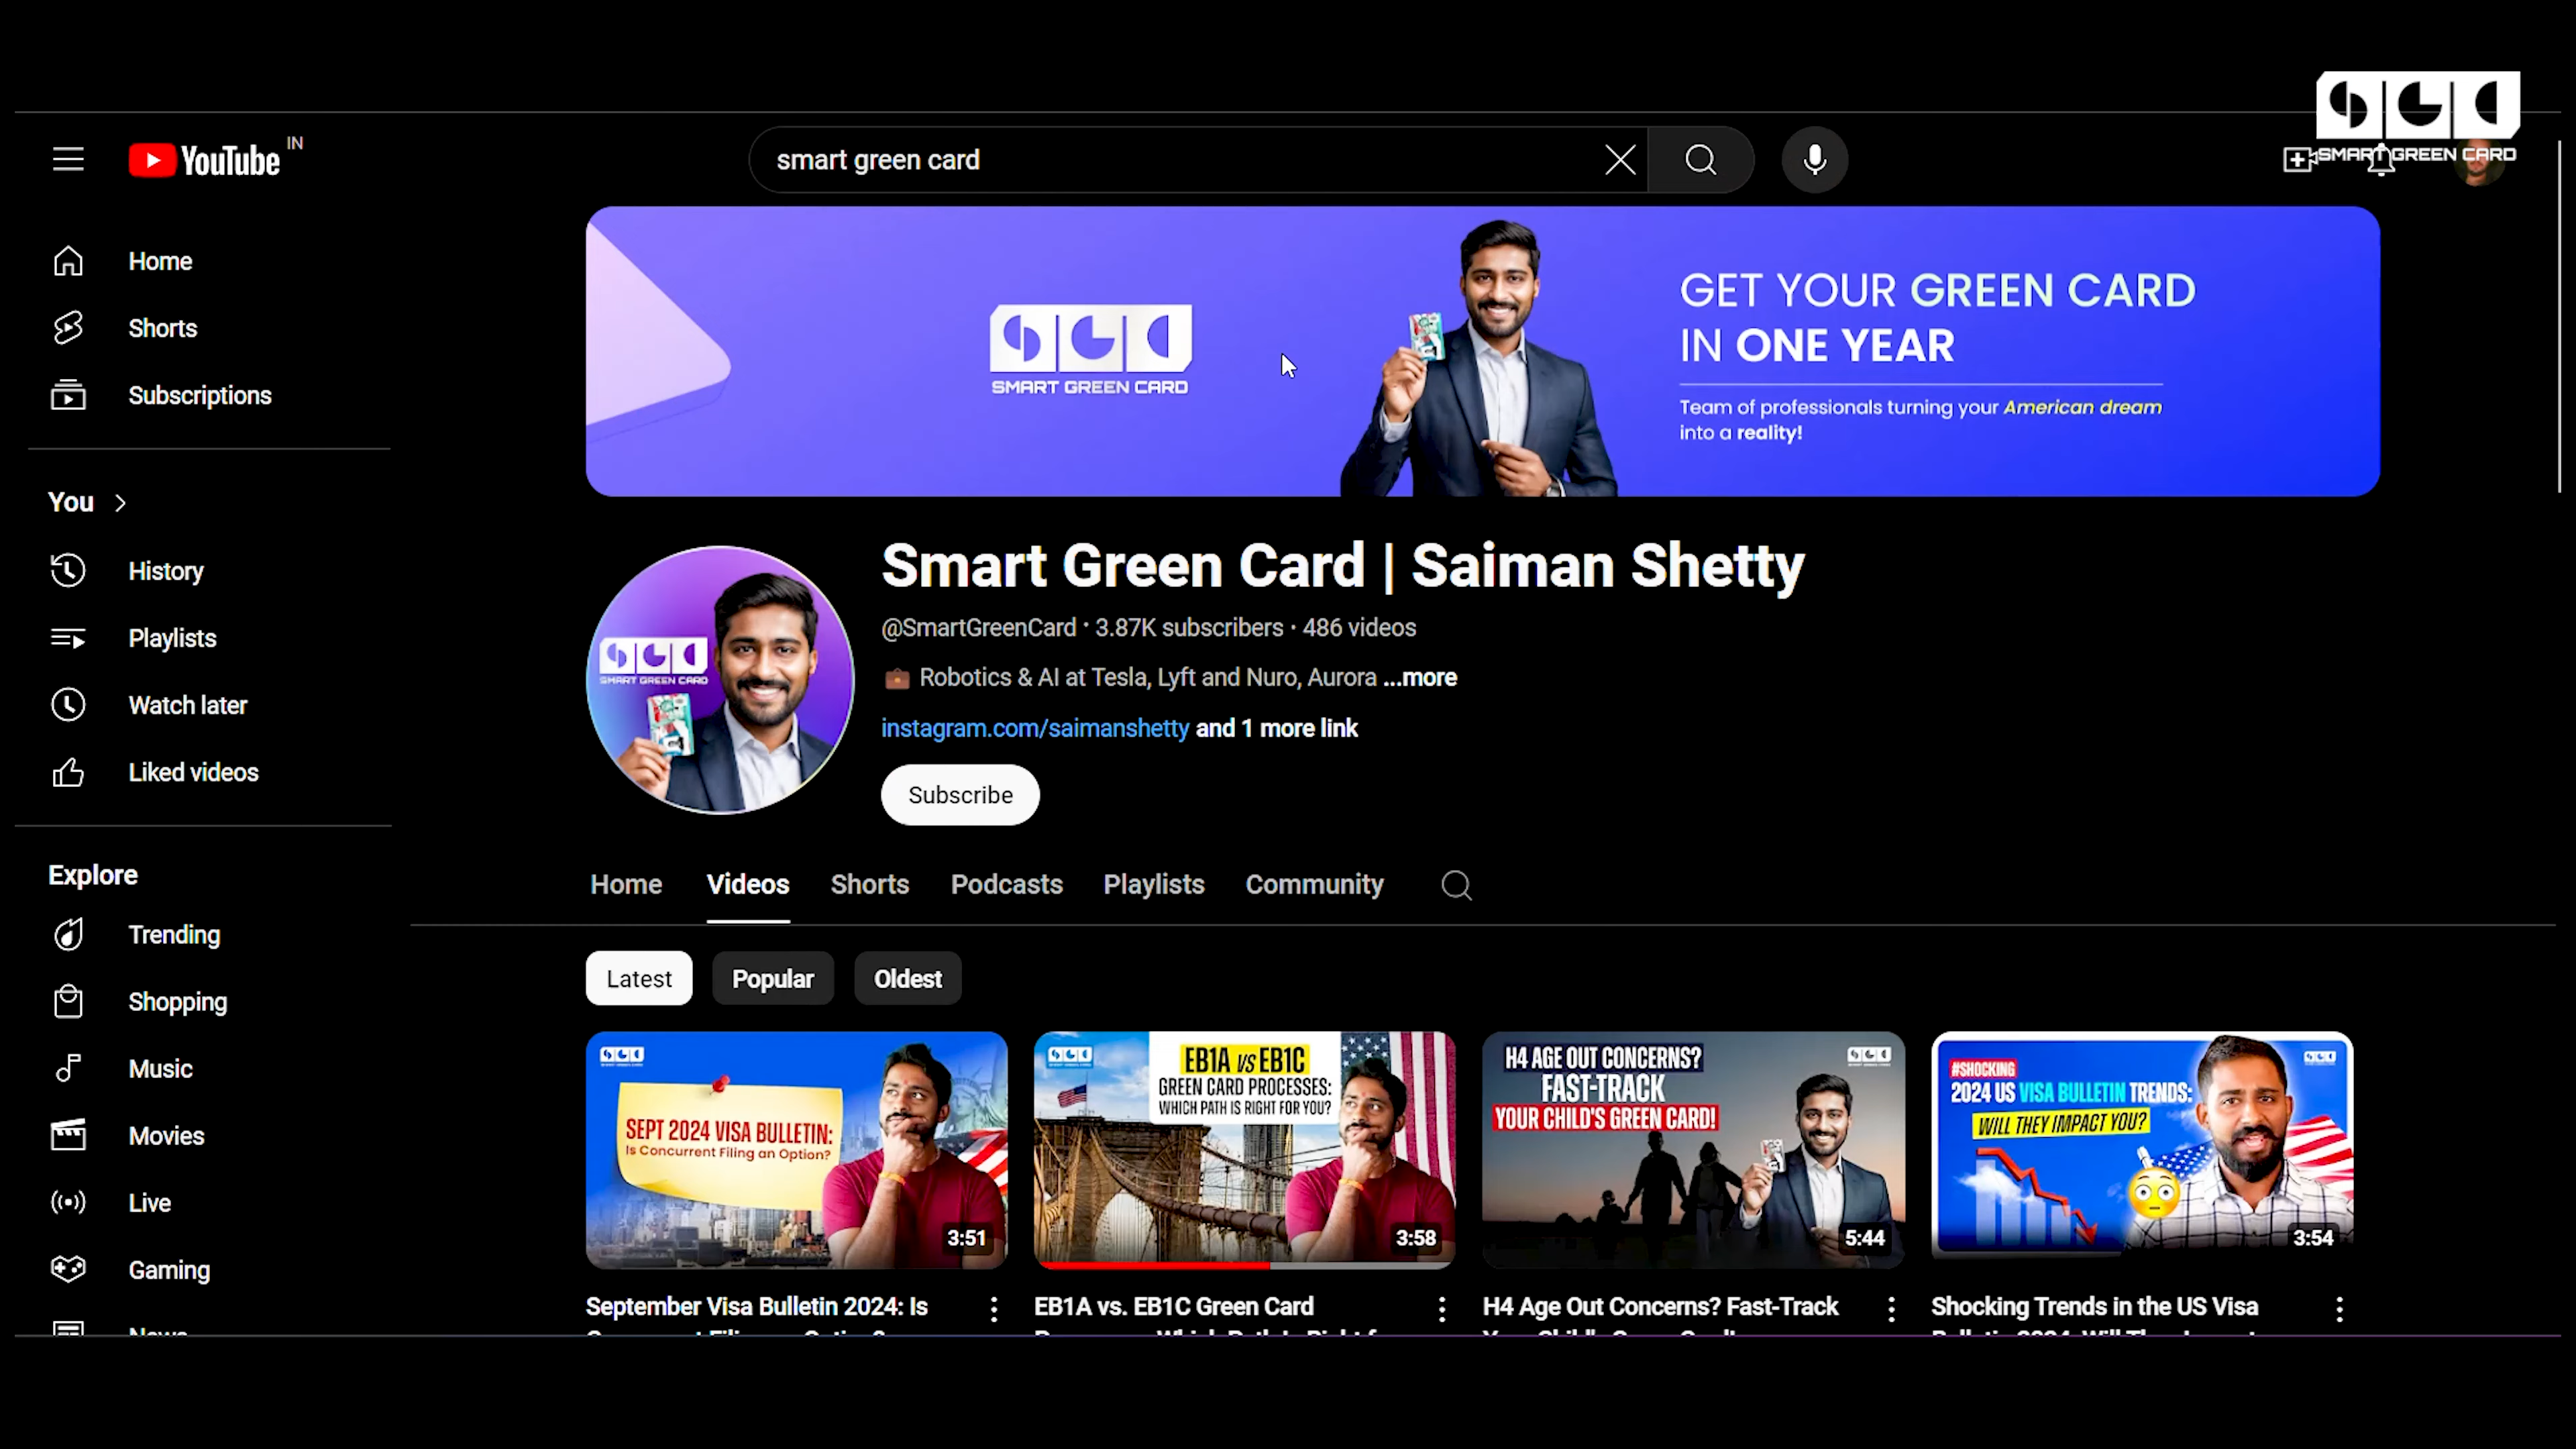 YouTube IN
smart green card
SMART GREEN CARD
Home
Shorts
Subscriptions
You
History
Playlists
Watch later
Liked videos
Explore
Trending
Shopping
Music
Movies
Live
Gaming
News
SMART GREEN CARD
GET YOUR GREEN CARD
IN ONE YEAR
Team of professionals turning your American dream
into a reality!
SMART GREEN CARD
Smart Green Card | Saiman Shetty
@SmartGreenCard · 3.87K subscribers · 486 videos
Robotics & AI at Tesla, Lyft and Nuro, Aurora ...more
instagram.com/saimanshetty and 1 more link
Subscribe
Home Videos Shorts Podcasts Playlists Community
Latest Popular Oldest
SEPT 2024 VISA BULLETIN:
Is Concurrent Filing an Option?
3:51
EB1A VS EB1C
GREEN CARD PROCESSES:
WHICH PATH IS RIGHT FOR YOU?
3:58
H4 AGE OUT CONCERNS?
FAST-TRACK
YOUR CHILD'S GREEN CARD!
5:44
#SHOCKING
2024 US VISA BULLETIN TRENDS:
WILL THEY IMPACT YOU?
3:54
September Visa Bulletin 2024: Is
EB1A vs. EB1C Green Card
H4 Age Out Concerns? Fast-Track
Shocking Trends in the US Visa